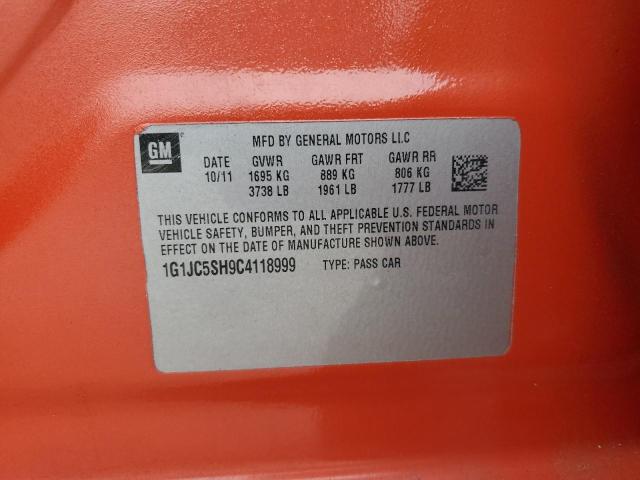 GM
MFD BY GENERAL MOTORS LLC
DATE GVWR GAWR FRT GAWR RR
10/11 1695 KG 889 KG 806 KG
3738 LB 1961 LB 1777 LB
THIS VEHICLE CONFORMS TO ALL APPLICABLE U.S. FEDERAL MOTOR
VEHICLE SAFETY, BUMPER, AND THEFT PREVENTION STANDARDS IN
EFFECT ON THE DATE OF MANUFACTURE SHOWN ABOVE.
1G1JC5SH9C4118999 TYPE: PASS CAR